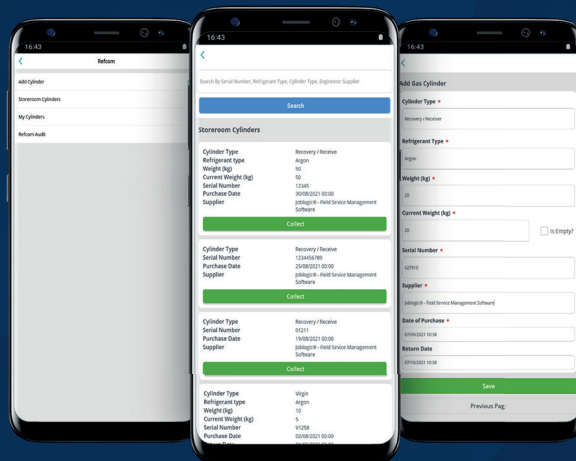 16:43
Refcom
Add Cylinder
Storeroom Cylinders
My Cylinders
Refcom Audit
16:43
Search By Serial Number, Refrigerant Type, Cylinder Type, Engineeror Supplier
Search
Storeroom Cylinders
Cylinder Type Recovery / Receive
Refrigerant type Argon
Weight (kg) 50
Current Weight (kg) 50
Serial Number 12345
Purchase Date 30/08/2021 00:00
Supplier Joblogic® - Field Service Management
Software
Collect
Cylinder Type Recovery / Receive
Serial Number 1234456789
Purchase Date 25/08/2021 00:00
Supplier Joblogic® - Field Service Management
Software
Collect
Cylinder Type Recovery / Receive
Serial Number 01211
Purchase Date 19/08/2021 00:00
Supplier Joblogic® - Field Service Management
Software
Collect
Cylinder Type Virgin
Refrigerant type Argon
Weight (kg) 10
Current Weight (kg) 5
Serial Number V1258
Purchase Date 02/08/2021 00:00
16:43
Add Gas Cylinder
Cylinder Type *
Recovery / Receiver
Refrigerant Type *
Argon
Weight (kg) *
20
Current Weight (kg) *
20
Is Empty?
Serial Number *
427910
Supplier *
Joblogic® - Field Service Management Software
Date of Purchase *
07/09/2021 10:38
Return Date
07/10/2021 10:38
Save
Previous Pag